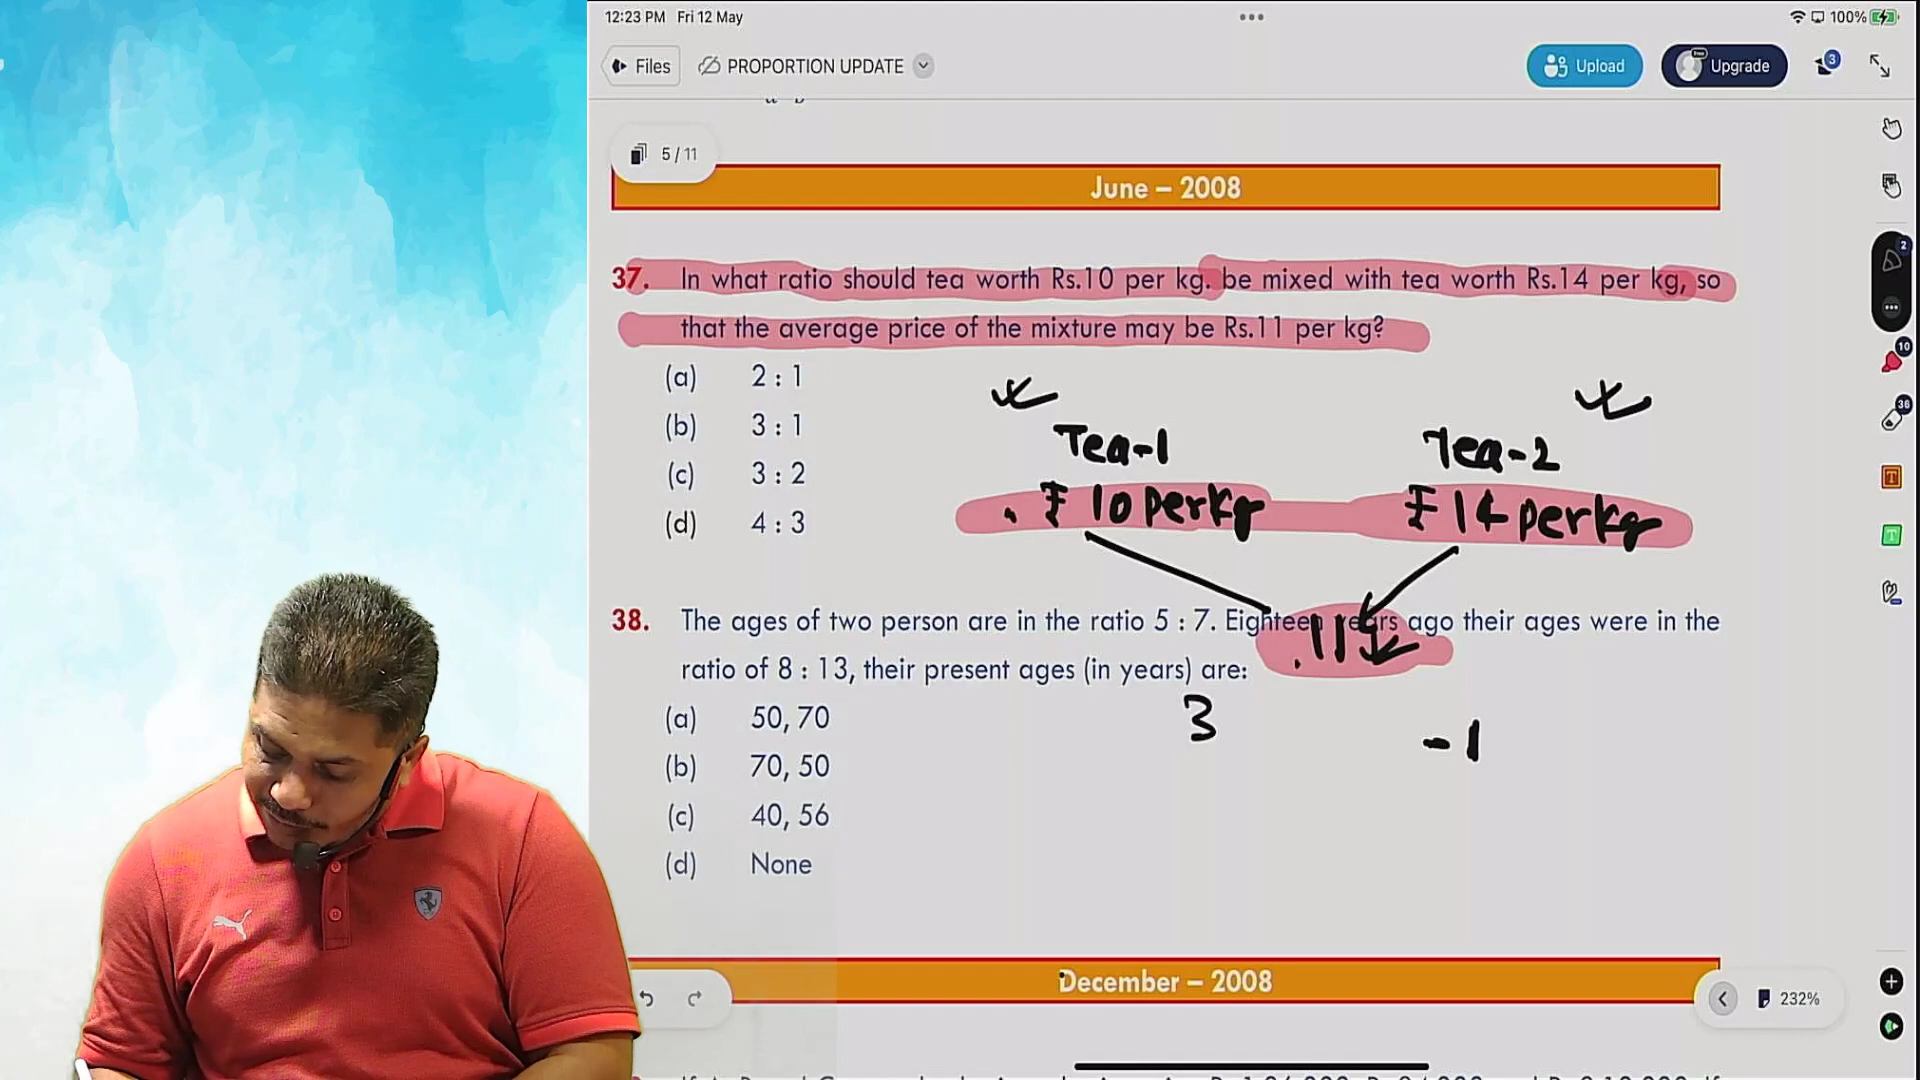 12:23 PM Fri 12 May
100%
Files
PROPORTION UPDATE
Upload
Upgrade
3
5 / 11
June – 2008
37. In what ratio should tea worth Rs.10 per kg. be mixed with tea worth Rs.14 per kg, so
that the average price of the mixture may be Rs.11 per kg?
(a) 2 : 1
(b) 3 : 1
(c) 3 : 2
(d) 4 : 3
Tea-1 Tea-2
₹ 10 per kg ₹ 14 per kg
38. The ages of two person are in the ratio 5 : 7. Eighteen years ago their ages were in the
ratio of 8 : 13, their present ages (in years) are:
11
3 - 1
(a) 50, 70
(b) 70, 50
(c) 40, 56
(d) None
December – 2008
232%
2
10
36
T
T